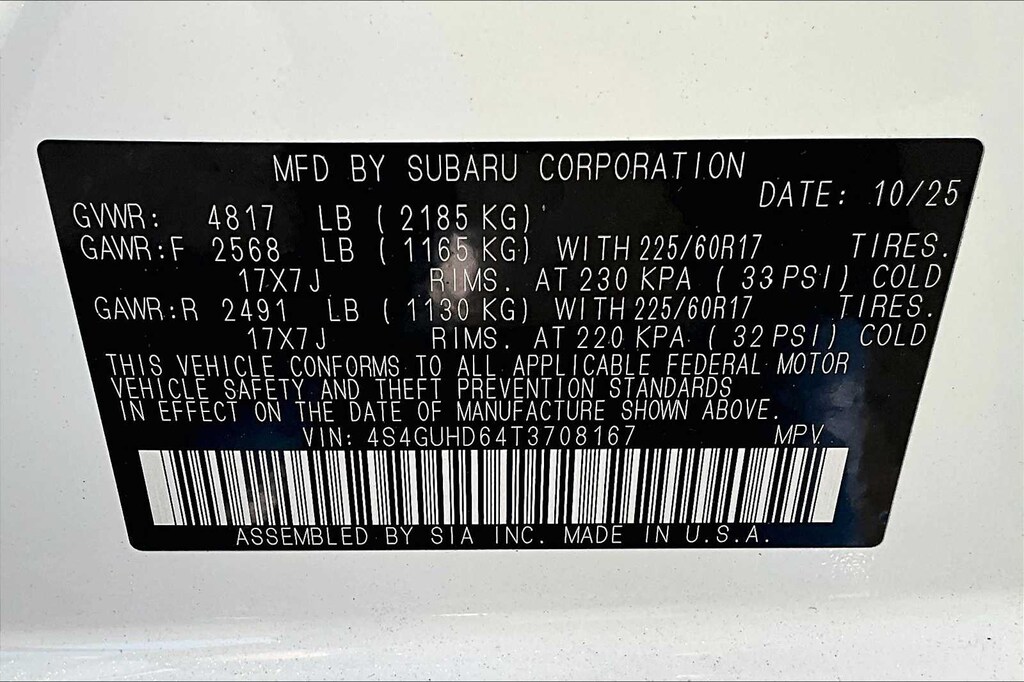 MFD BY SUBARU CORPORATION
DATE: 10/25
GVWR: 4817 LB ( 2185 KG)
GAWR:F 2568 LB ( 1165 KG) WITH 225/60R17 TIRES.
17X7J RIMS. AT 230 KPA ( 33 PSI) COLD
GAWR:R 2491 LB ( 1130 KG) WITH 225/60R17 TIRES.
17X7J RIMS. AT 220 KPA ( 32 PSI) COLD
THIS VEHICLE CONFORMS TO ALL APPLICABLE FEDERAL MOTOR
VEHICLE SAFETY AND THEFT PREVENTION STANDARDS
IN EFFECT ON THE DATE OF MANUFACTURE SHOWN ABOVE.
VIN: 4S4GUHD64T3708167 MPV
ASSEMBLED BY SIA INC. MADE IN U.S.A.